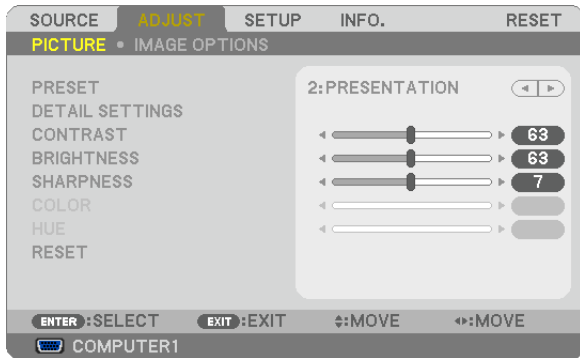 SOURCE ADJUST SETUP INFO. RESET
PICTURE • IMAGE OPTIONS
PRESET 2:PRESENTATION
DETAIL SETTINGS
CONTRAST 63
BRIGHTNESS 63
SHARPNESS 7
COLOR
HUE
RESET
ENTER :SELECT EXIT :EXIT :MOVE :MOVE
COMPUTER1